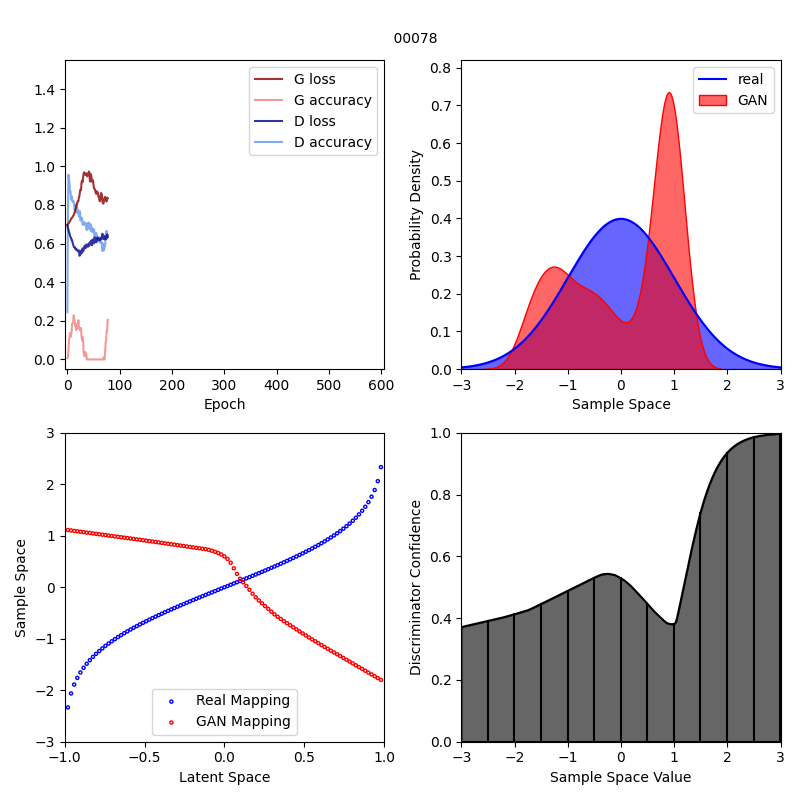 00078
1.4
1.2
1.0
0.8
0.6
0.4
0.2
0.0
0 100 200 300 400 500 600
Epoch
G loss
G accuracy
D loss
D accuracy
Probability Density
0.8
0.7
0.6
0.5
0.4
0.3
0.2
0.1
0.0
−3 −2 −1 0 1 2 3
Sample Space
real
GAN
Sample Space
3
2
1
0
−1
−2
−3
−1.0 −0.5 0.0 0.5 1.0
Latent Space
Real Mapping
GAN Mapping
Discriminator Confidence
1.0
0.8
0.6
0.4
0.2
0.0
−3 −2 −1 0 1 2 3
Sample Space Value